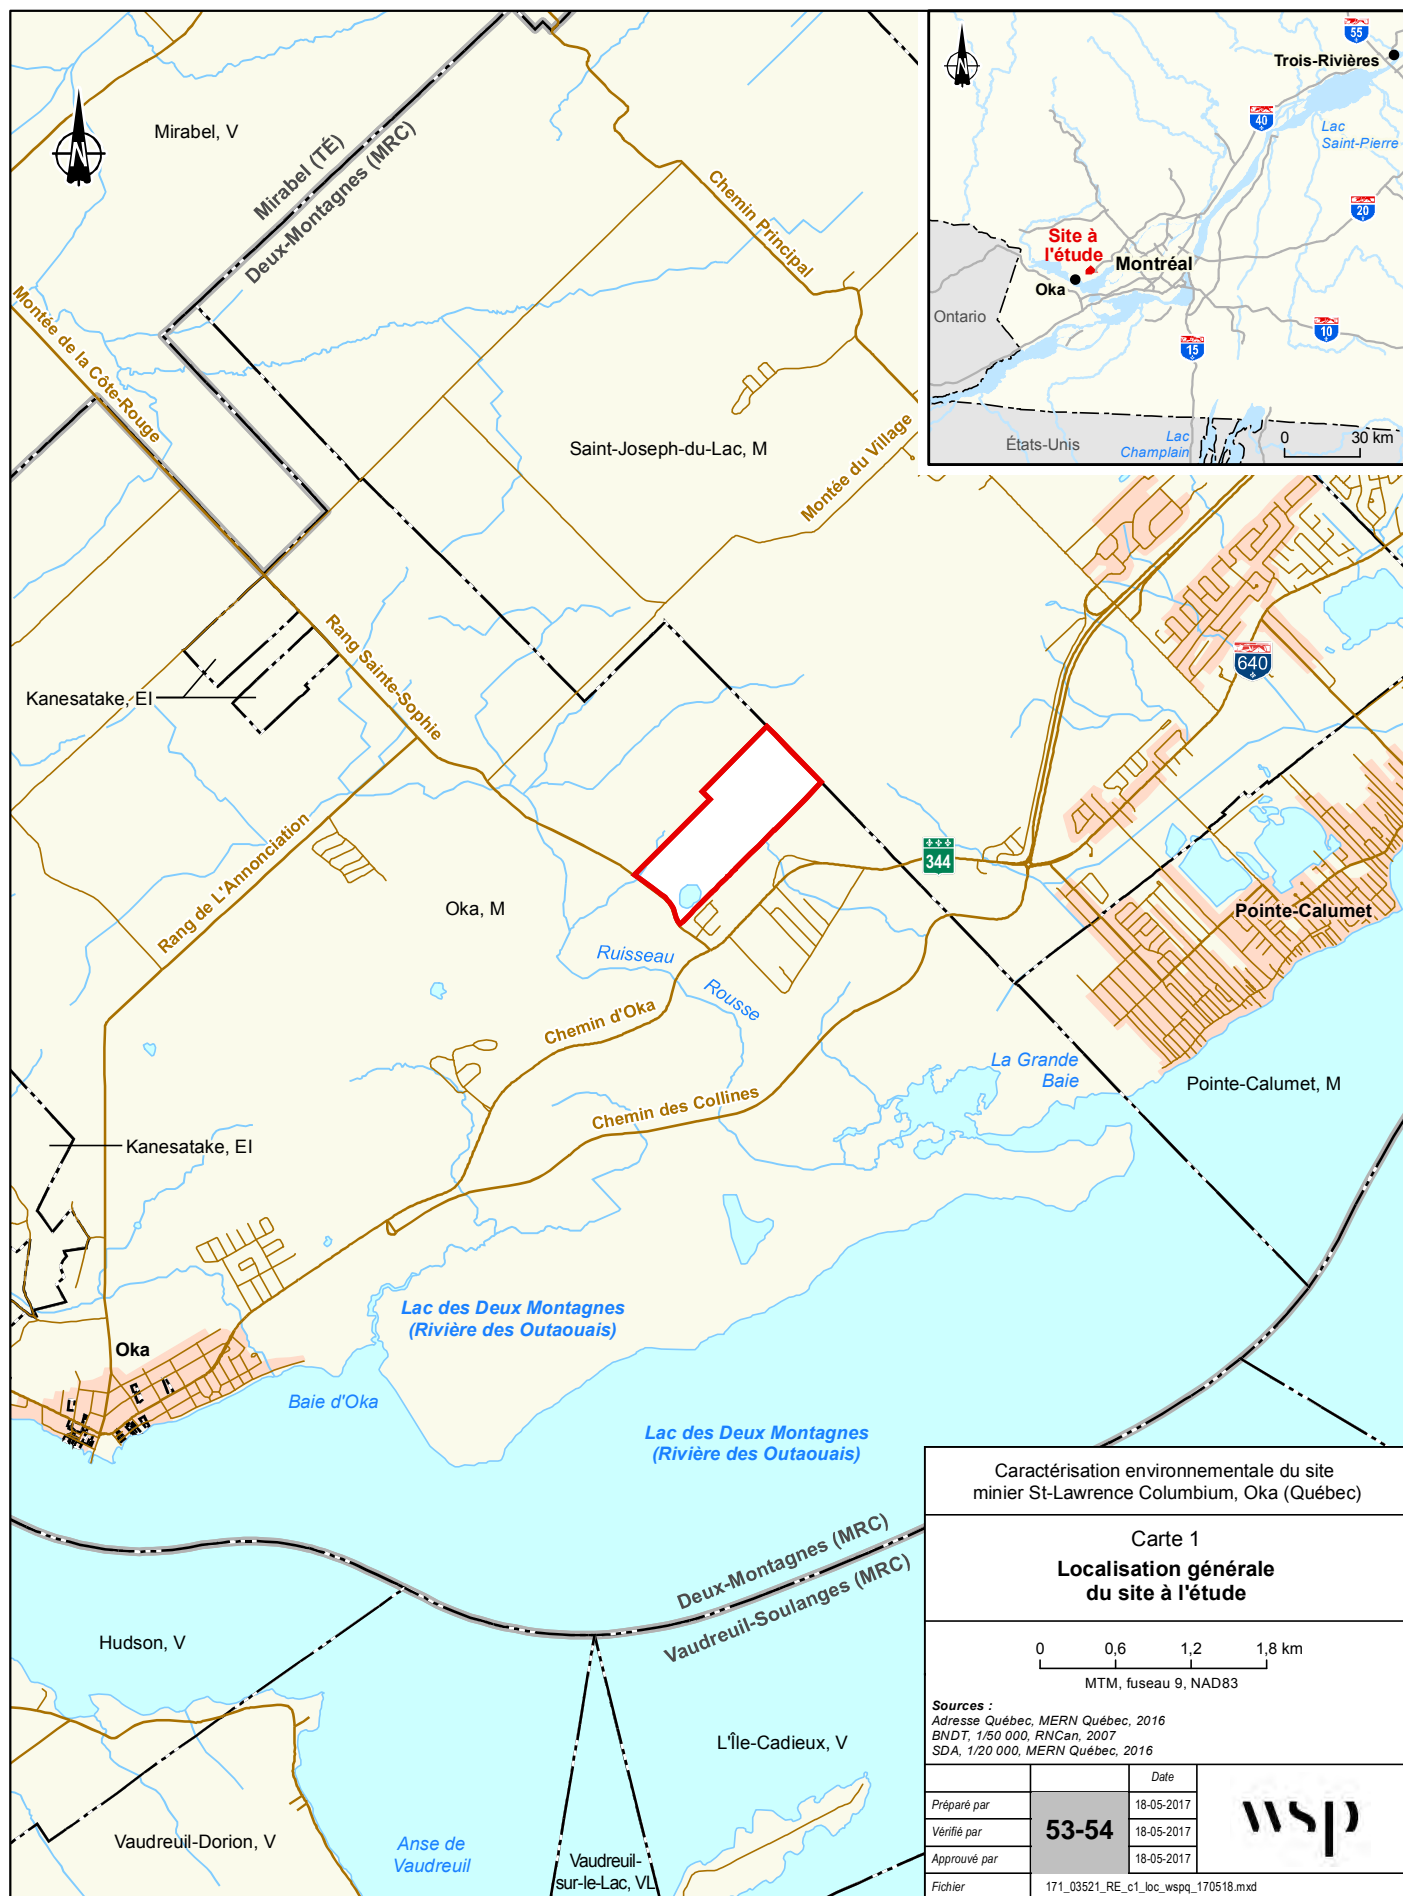 Mirabel, V
Mirabel (TÉ)
Deux-Montagnes (MRC)
Chemin Principal
Montée de la Côte-Rouge
Saint-Joseph-du-Lac, M
Montée du Village
Rang Sainte-Sophie
Kanesatake, EI
Rang de L'Annonciation
Oka, M
344
640
Pointe-Calumet
Ruisseau
Rousse
Chemin d'Oka
Chemin des Collines
La Grande
Baie
Pointe-Calumet, M
Kanesatake, EI
Oka
Lac des Deux Montagnes
(Rivière des Outaouais)
Baie d'Oka
Lac des Deux Montagnes
(Rivière des Outaouais)
Deux-Montagnes (MRC)
Vaudreuil-Soulanges (MRC)
Hudson, V
L'Île-Cadieux, V
Vaudreuil-Dorion, V
Anse de
Vaudreuil
Vaudreuil-
sur-le-Lac, VL
N
N
55
Trois-Rivières
40
Lac
Saint-Pierre
20
Site à
l'étude
Montréal
Oka
Ontario
10
15
États-Unis
Lac
Champlain
0 30 km
Caractérisation environnementale du site
minier St-Lawrence Columbium, Oka (Québec)
Carte 1
Localisation générale
du site à l'étude
0 0,6 1,2 1,8 km
MTM, fuseau 9, NAD83
Sources :
Adresse Québec, MERN Québec, 2016
BNDT, 1/50 000, RNCan, 2007
SDA, 1/20 000, MERN Québec, 2016
Date
Préparé par 18-05-2017
Vérifié par 53-54 18-05-2017
Approuvé par 18-05-2017
Fichier 171_03521_RE_c1_loc_wspq_170518.mxd
wsp